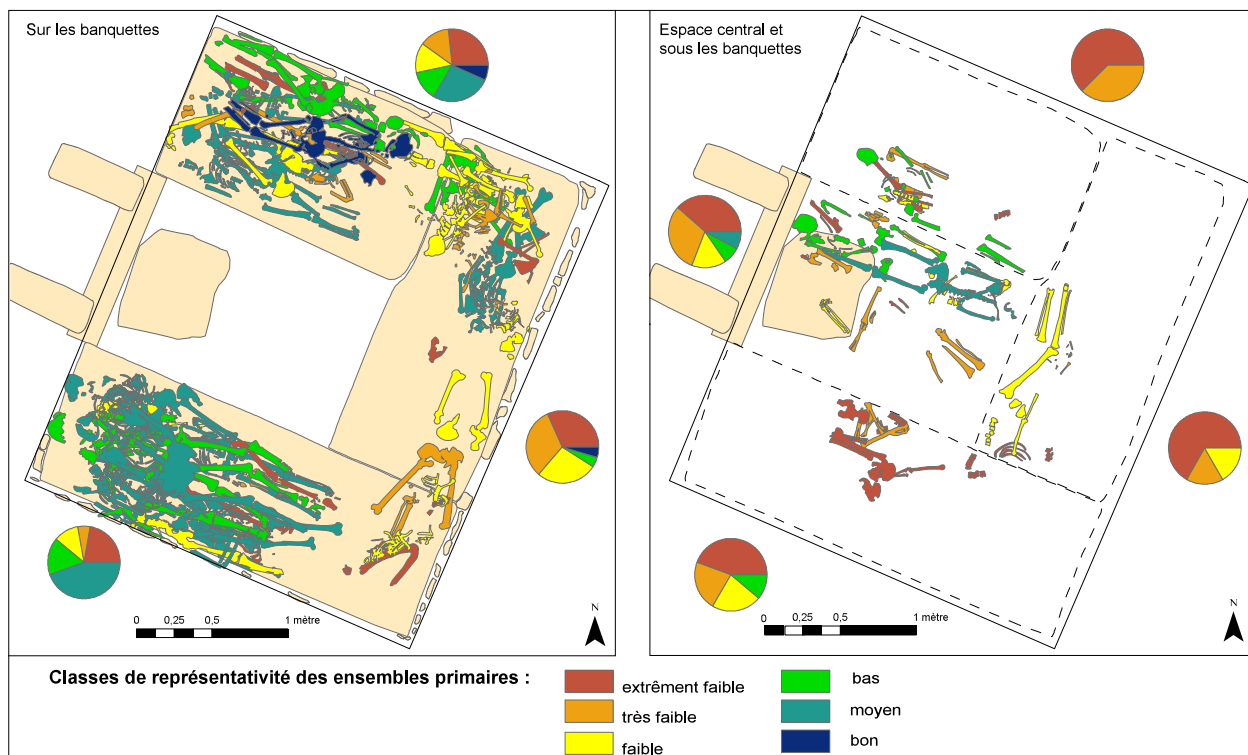 Sur les banquettes
Espace central et
sous les banquettes
0 0,25 0,5 1 mètre
N
0 0,25 0,5 1 mètre
N
Classes de représentativité des ensembles primaires :
extrêment faible
très faible
faible
bas
moyen
bon